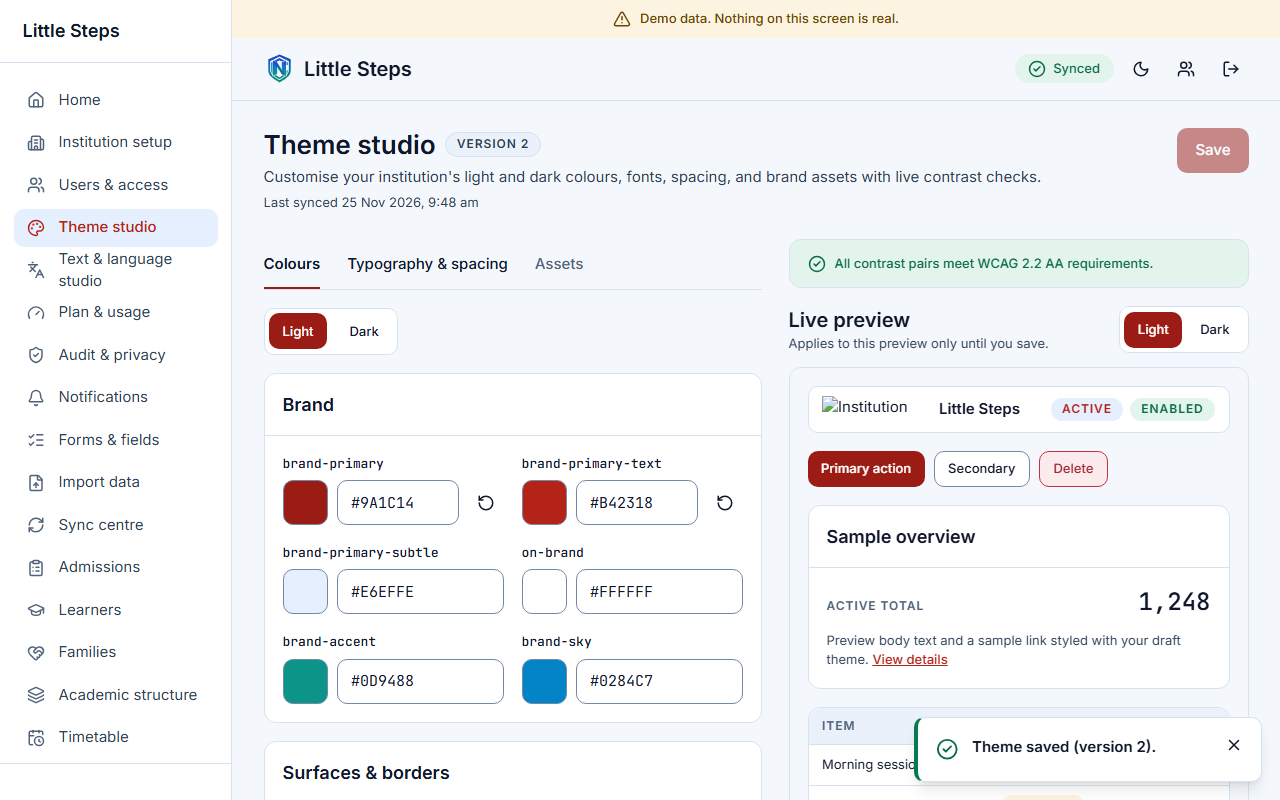 Little Steps
Home
Institution setup
Users & access
Theme studio
Text & language
studio
Plan & usage
Audit & privacy
Notifications
Forms & fields
Import data
Sync centre
Admissions
Learners
Families
Academic structure
Timetable
Demo data. Nothing on this screen is real.
Little Steps
Synced
Theme studio
VERSION 2
Save
Customise your institution's light and dark colours, fonts, spacing, and brand assets with live contrast checks.
Last synced 25 Nov 2026, 9:48 am
Colours
Typography & spacing
Assets
Light
Dark
Brand
brand-primary
brand-primary-text
#9A1C14
#B42318
brand-primary-subtle
on-brand
#E6EFFE
#FFFFFF
brand-accent
brand-sky
#0D9488
#0284C7
Surfaces & borders
All contrast pairs meet WCAG 2.2 AA requirements.
Live preview
Applies to this preview only until you save.
Light
Dark
Institution
Little Steps
ACTIVE
ENABLED
Primary action
Secondary
Delete
Sample overview
ACTIVE TOTAL
1,248
Preview body text and a sample link styled with your draft
theme. View details
ITEM
Morning sessio
Theme saved (version 2).